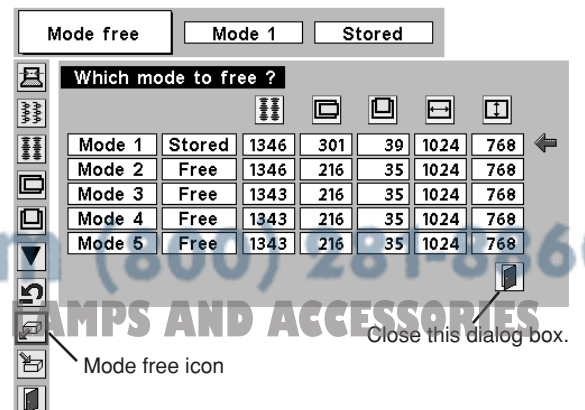 Mode free Mode 1 Stored
Which mode to free ?
Mode 1 Stored 1346 301 39 1024 768
Mode 2 Free 1346 216 35 1024 768
Mode 3 Free 1343 216 35 1024 768
Mode 4 Free 1343 216 35 1024 768
Mode 5 Free 1343 216 35 1024 768
m (800) 281-886
LAMPS AND ACCESSORIES
Close this dialog box.
Mode free icon